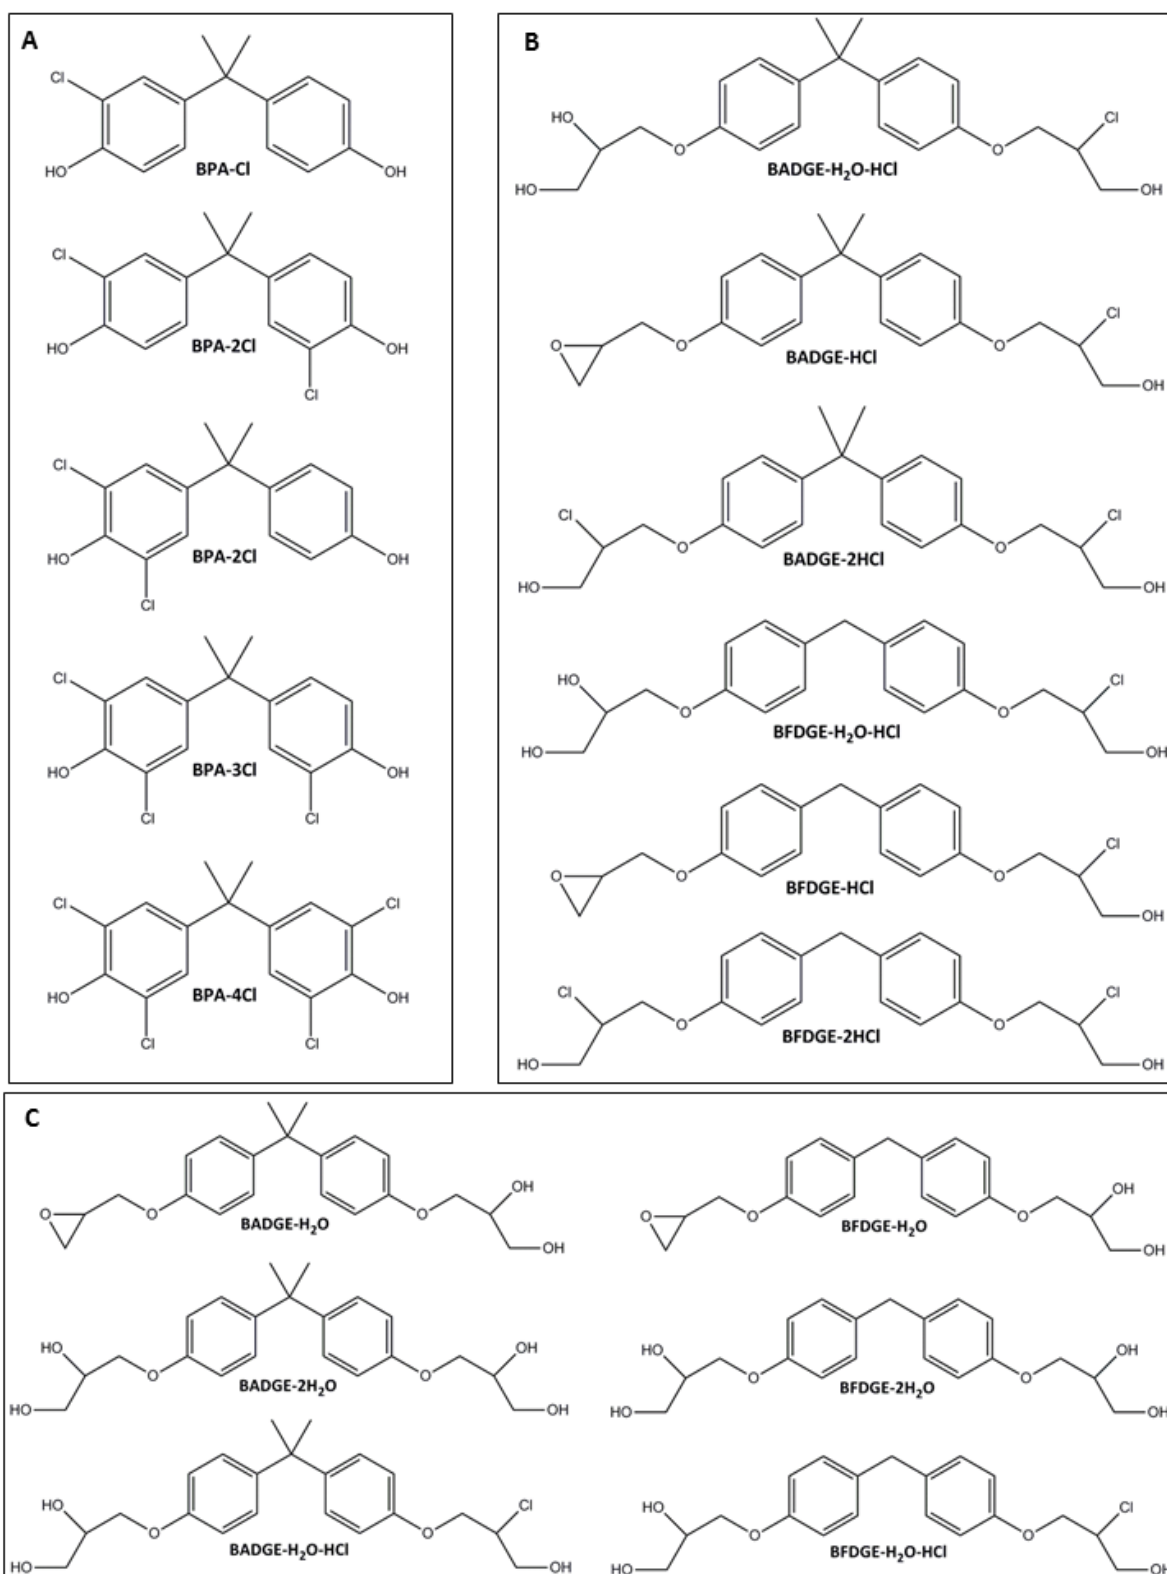 A
Cl
HO
OH
BPA-Cl
Cl
HO
OH
BPA-2Cl
Cl
Cl
HO
OH
BPA-2Cl
Cl
Cl
HO
OH
BPA-3Cl
Cl
Cl
Cl
Cl
HO
OH
BPA-4Cl
Cl
Cl
B
HO
O
O
Cl
BADGE-H₂O-HCl
HO
OH
O
O
O
Cl
BADGE-HCl
OH
Cl
O
O
Cl
BADGE-2HCl
HO
OH
HO
O
O
Cl
BFDGE-H₂O-HCl
HO
OH
O
O
O
Cl
BFDGE-HCl
OH
Cl
O
O
Cl
BFDGE-2HCl
HO
OH
C
O
O
O
OH
BADGE-H₂O
OH
O
O
O
OH
BFDGE-H₂O
OH
HO
O
O
OH
BADGE-2H₂O
HO
OH
HO
O
O
OH
BFDGE-2H₂O
HO
OH
HO
O
O
Cl
BADGE-H₂O-HCl
HO
OH
HO
O
O
Cl
BFDGE-H₂O-HCl
HO
OH